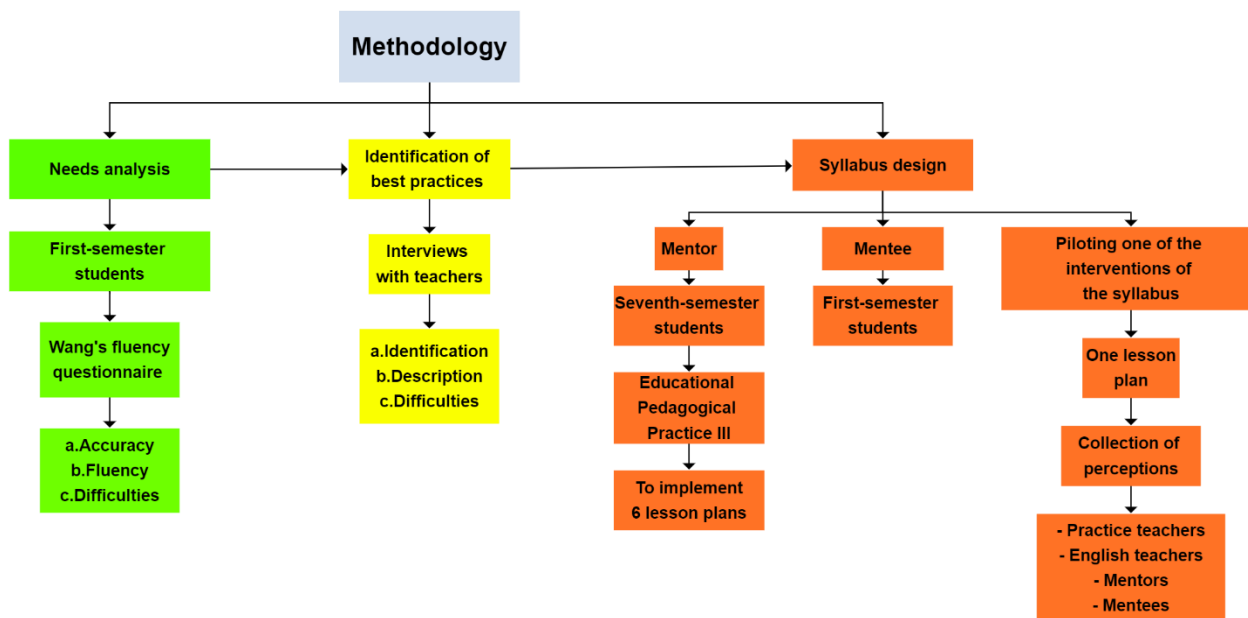 Methodology
Needs analysis
Identification of
best practices
Syllabus design
First-semester
students
Interviews
with teachers
Mentor
Mentee
Piloting one of the
interventions of
the syllabus
Wang's fluency
questionnaire
a.Identification
b.Description
c.Difficulties
Seventh-semester
students
First-semester
students
One lesson
plan
a.Accuracy
b.Fluency
c.Difficulties
Educational
Pedagogical
Practice III
Collection of
perceptions
To implement
6 lesson plans
- Practice teachers
- English teachers
- Mentors
- Mentees